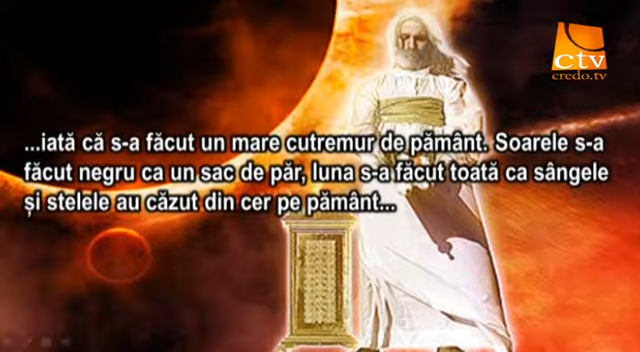 ctv
credo.tv
...iată că s-a făcut un mare cutremur de pământ. Soarele s-a
făcut negru ca un sac de păr, luna s-a făcut toată ca sângele
și stelele au căzut din cer pe pământ...